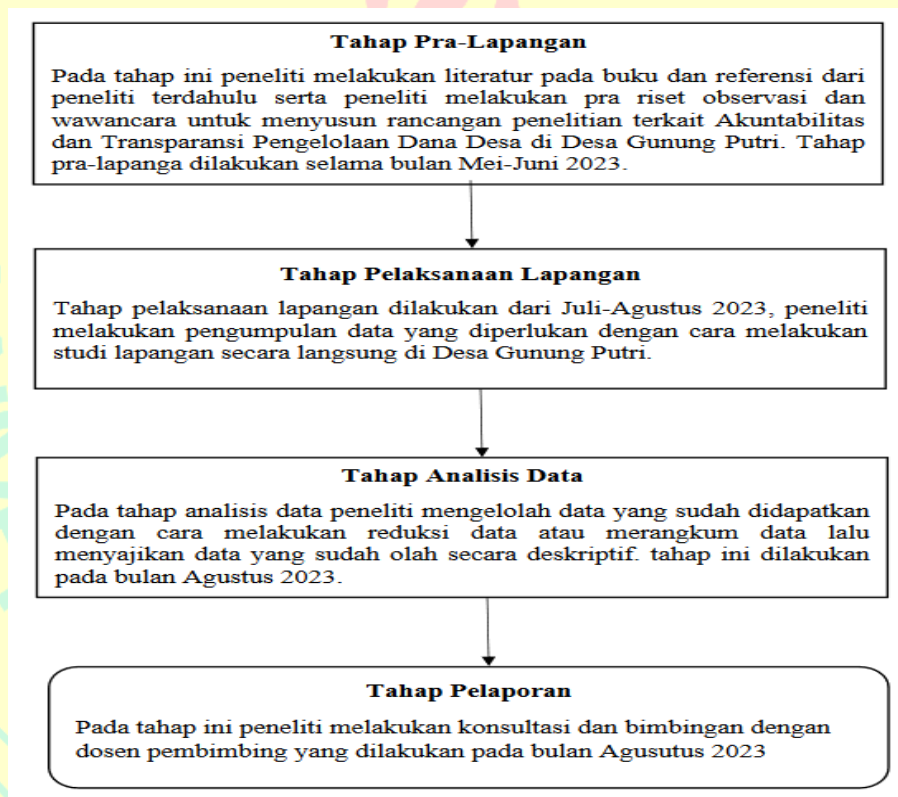 Tahap Pra-Lapangan
Pada tahap ini peneliti melakukan literatur pada buku dan referensi dari
peneliti terdahulu serta peneliti melakukan pra riset observasi dan
wawancara untuk menyusun rancangan penelitian terkait Akuntabilitas
dan Transparansi Pengelolaan Dana Desa di Desa Gunung Putri. Tahap
pra-lapanga dilakukan selama bulan Mei-Juni 2023.
Tahap Pelaksanaan Lapangan
Tahap pelaksanaan lapangan dilakukan dari Juli-Agustus 2023, peneliti
melakukan pengumpulan data yang diperlukan dengan cara melakukan
studi lapangan secara langsung di Desa Gunung Putri.
Tahap Analisis Data
Pada tahap analisis data peneliti mengelolah data yang sudah didapatkan
dengan cara melakukan reduksi data atau merangkum data lalu
menyajikan data yang sudah olah secara deskriptif. tahap ini dilakukan
pada bulan Agustus 2023.
Tahap Pelaporan
Pada tahap ini peneliti melakukan konsultasi dan bimbingan dengan
dosen pembimbing yang dilakukan pada bulan Agusutus 2023